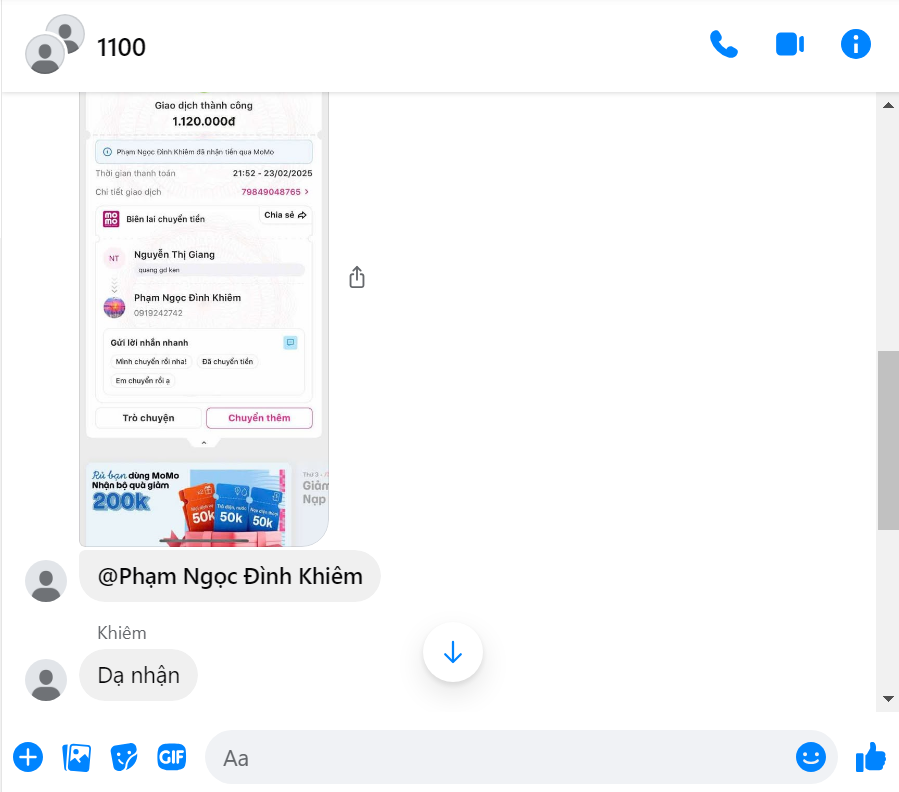 1100
Giao dịch thành công
1.120.000đ
Phạm Ngọc Đình Khiêm đã nhận tiền qua MoMo
Thời gian thanh toán 21:52 - 23/02/2025
Chi tiết giao dịch 79849048765
mo mo Biên lai chuyển tiền Chia sẻ
NT Nguyễn Thị Giang
quang gd ken
Phạm Ngọc Đình Khiêm
0919242742
Gửi lời nhắn nhanh
Mình chuyển rồi nha! Đã chuyển tiền
Em chuyển rồi ạ
Trò chuyện Chuyển thêm
Rủ bạn dùng MoMo
Nhận bộ quà giảm
200k
50k 50k 50k
Thứ 3 -
Giảm
Nạp
@Phạm Ngọc Đình Khiêm
Khiêm
Dạ nhận
GIF Aa